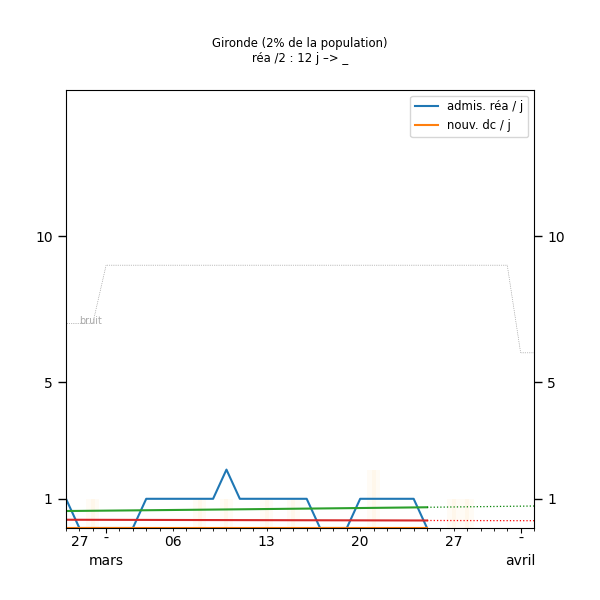 Gironde (2% de la population)
réa /2 : 12 j –> _
admis. réa / j
nouv. dc / j
10 10
bruit
5 5
1 1
27 - 06 13 20 27 -
mars avril